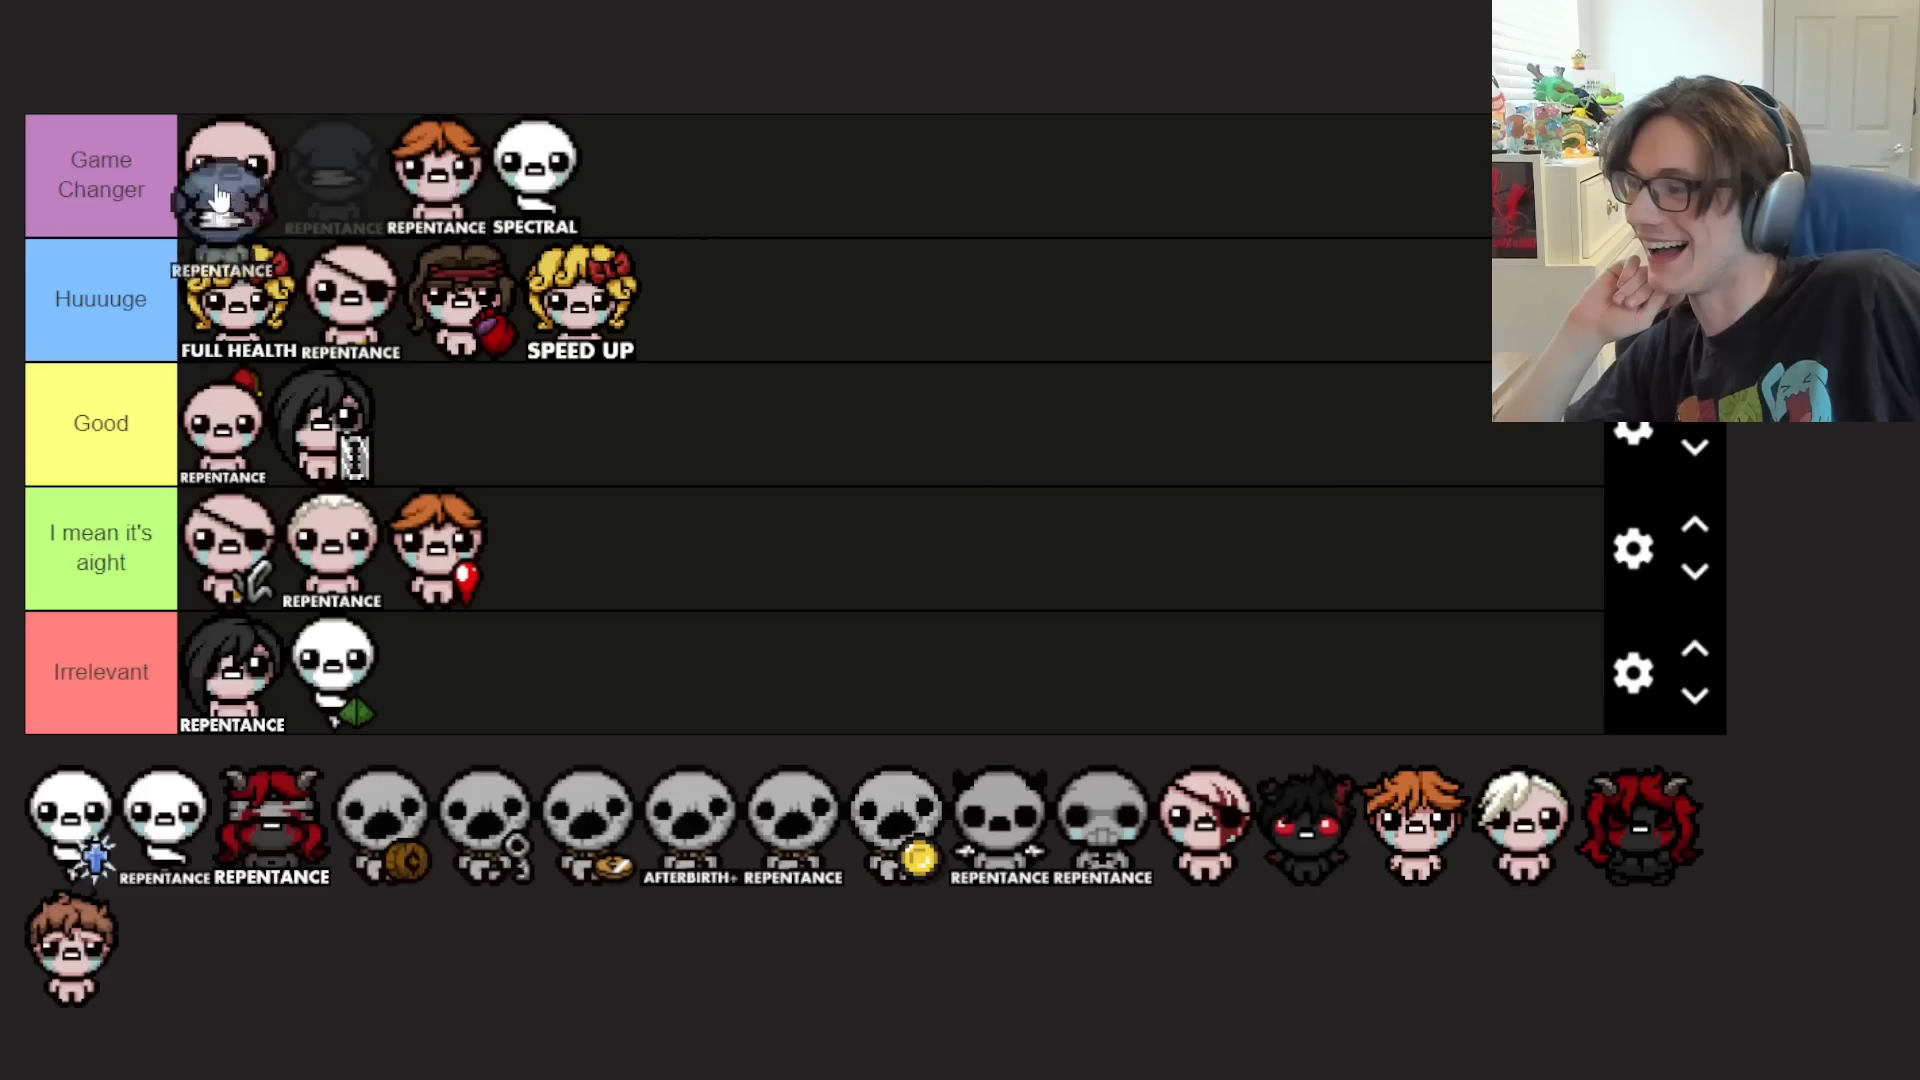 Game
Changer
REPENTANCE REPENTANCE SPECTRAL
REPENTANCE
Huuuuge
FULL HEALTH REPENTANCE SPEED UP
Good
REPENTANCE
I mean it's
aight
REPENTANCE
Irrelevant
REPENTANCE
REPENTANCE REPENTANCE AFTERBIRTH+ REPENTANCE REPENTANCE REPENTANCE